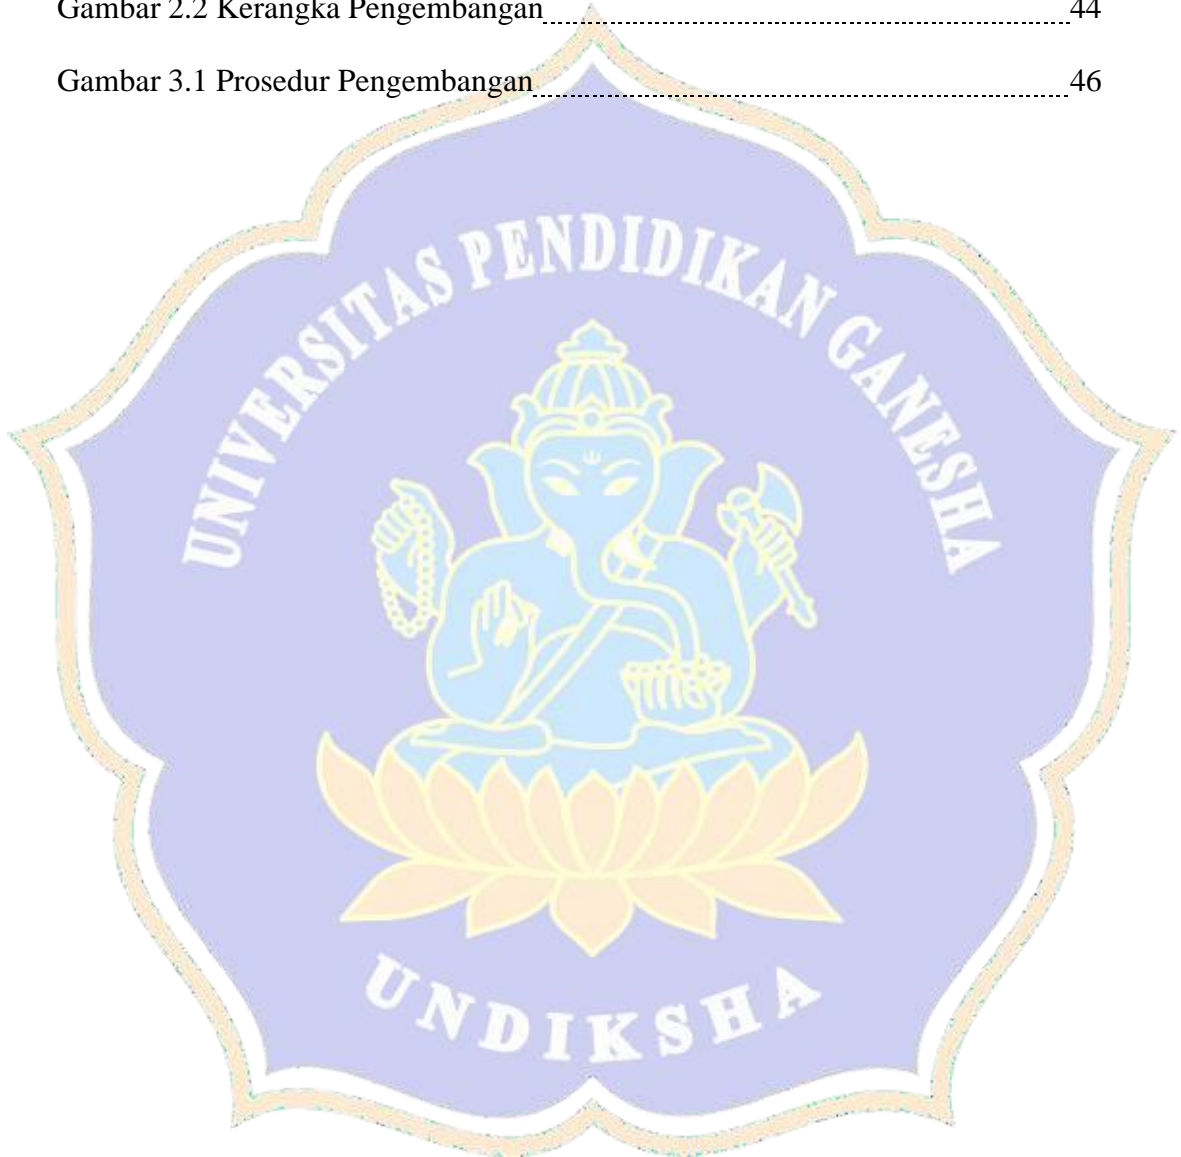 Gambar 2.2 Kerangka Pengembangan 44
Gambar 3.1 Prosedur Pengembangan 46
UNIVERSITAS PENDIDIKAN GANESHA
UNDIKSHA